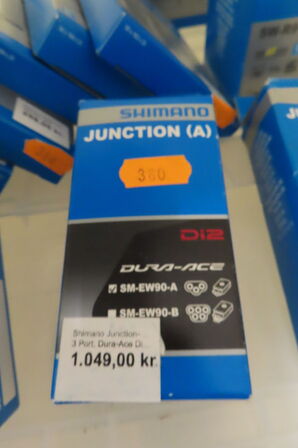 SHIMANO
JUNCTION (A)
380
Di2
DURA-ACE
SM-EW90-A
SM-EW90-B
Shimano Junction-
3 Port, Dura-Ace Di...
1.049,00 kr.